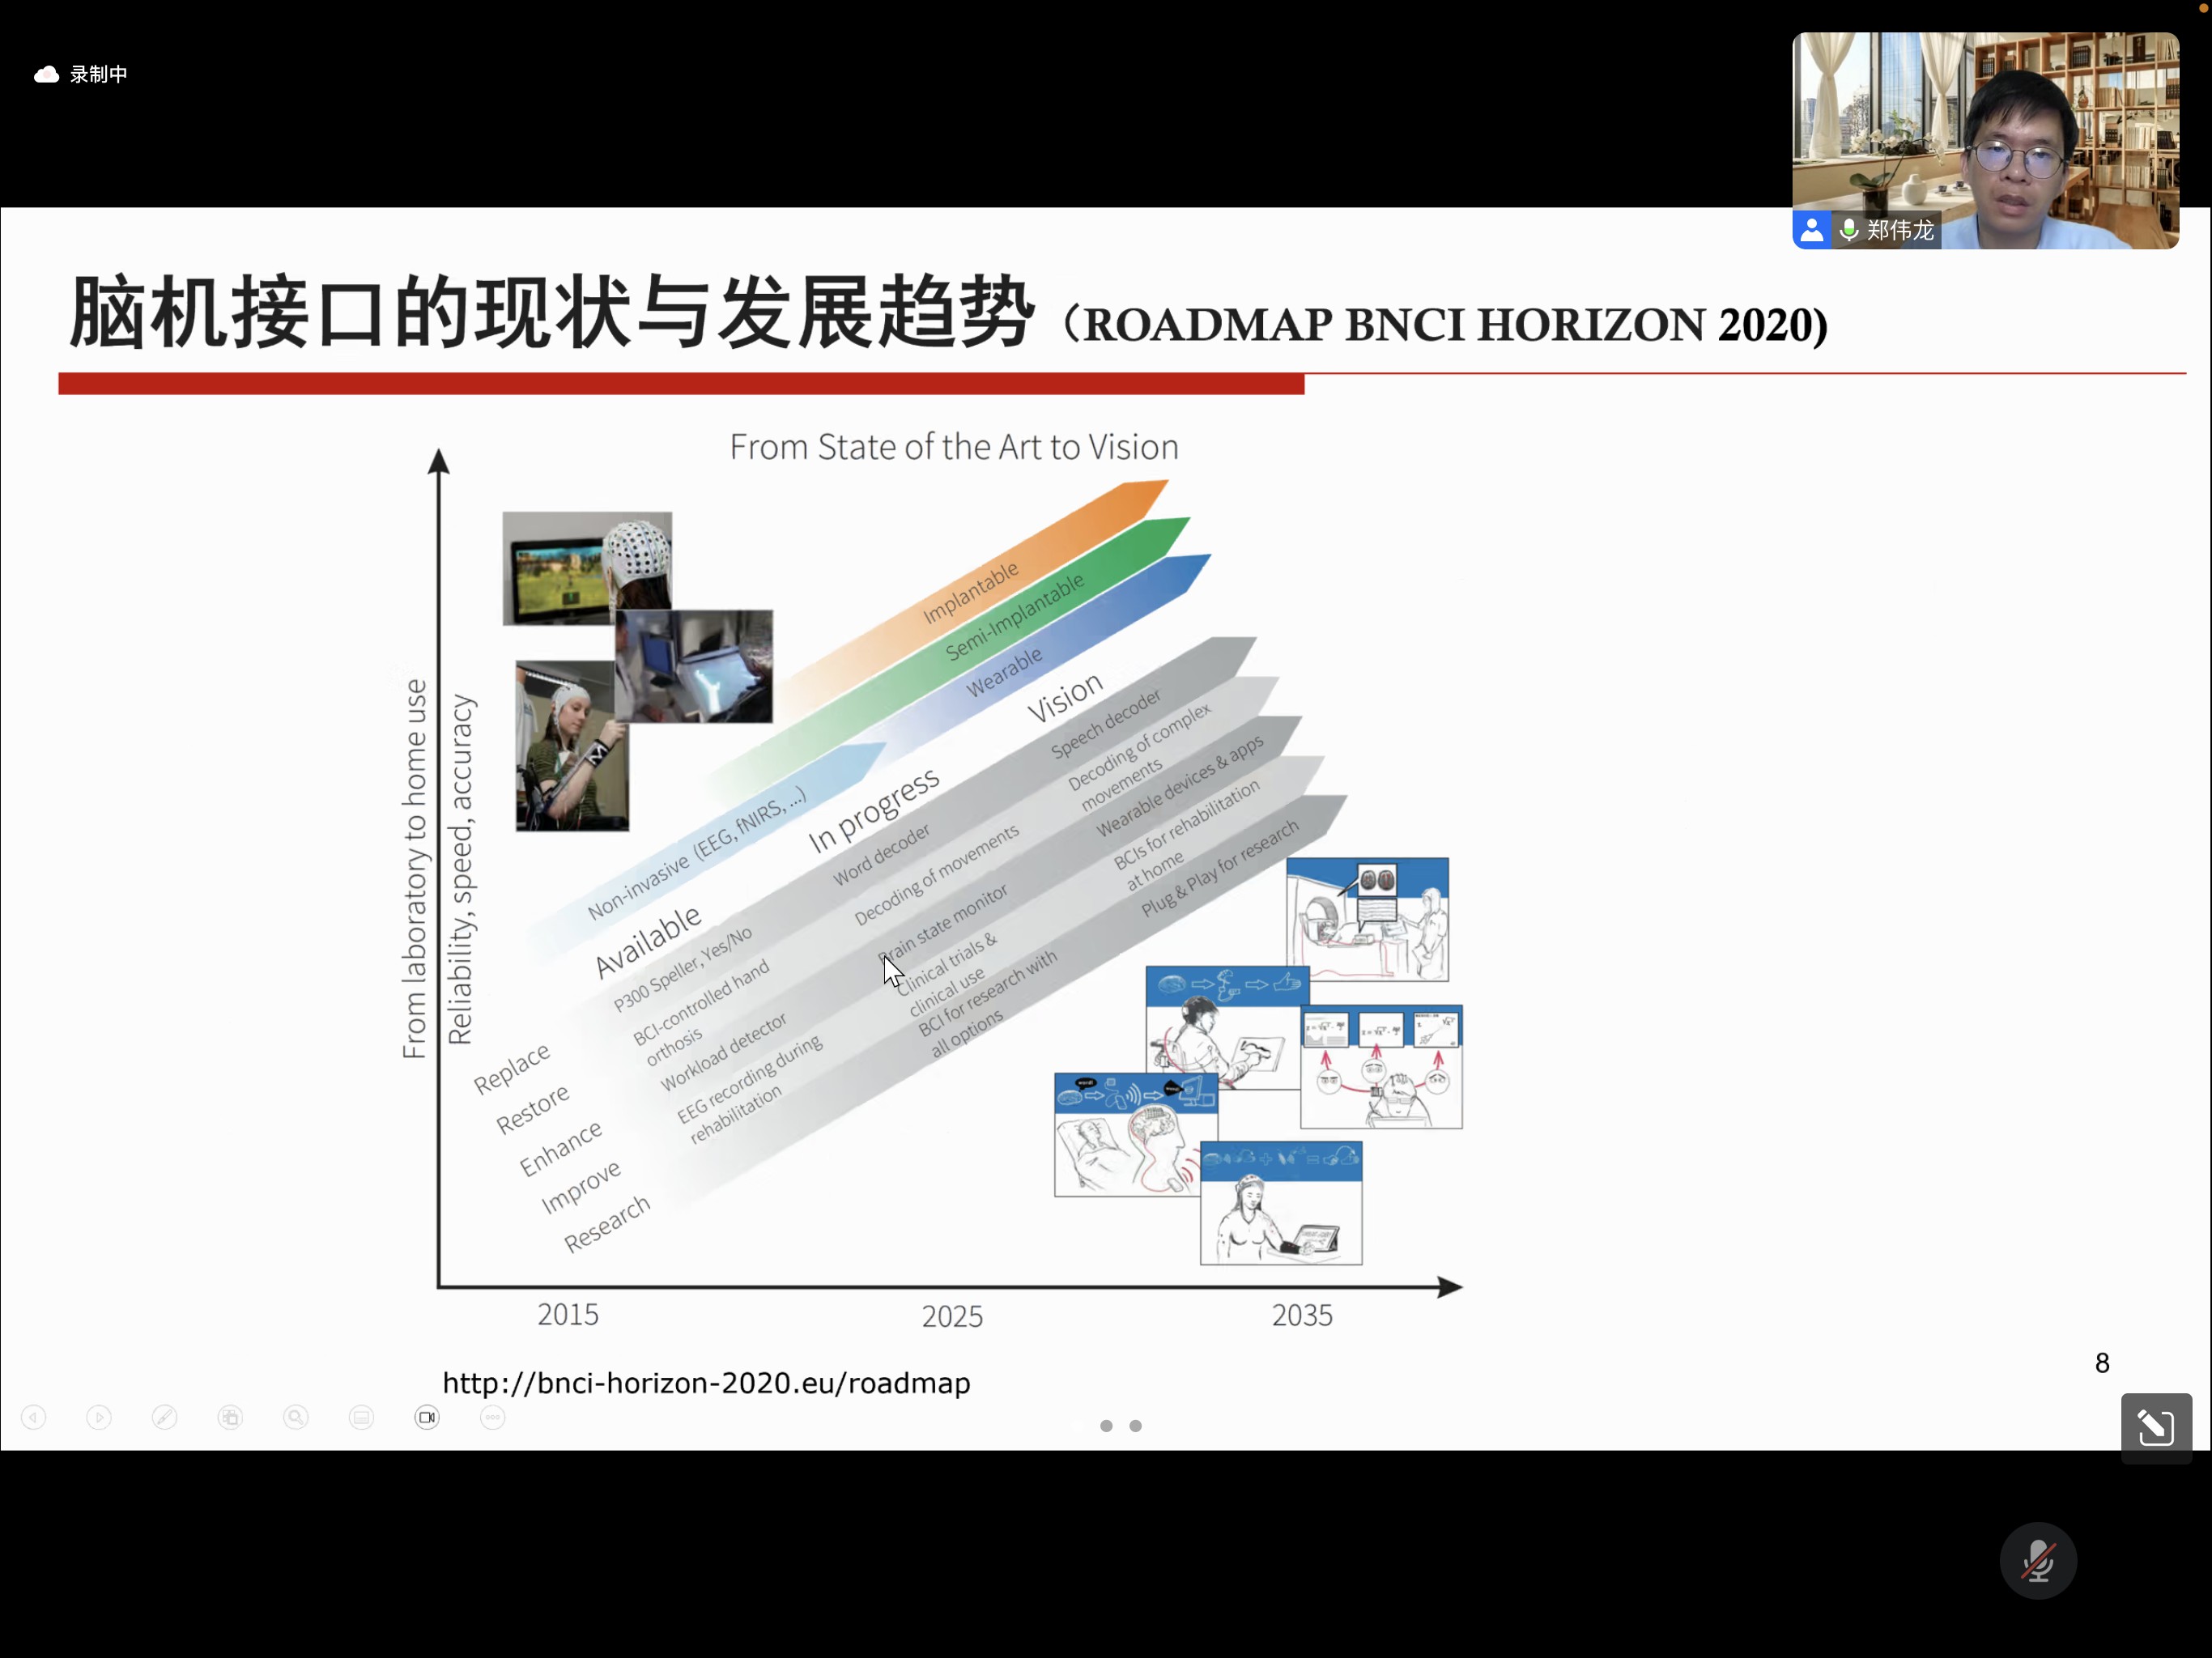 录制中
郑伟龙
脑机接口的现状与发展趋势（ROADMAP BNCI HORIZON 2020)
From State of the Art to Vision
From laboratory to home use
Reliability, speed, accuracy
Implantable
Semi-Implantable
Wearable
Non-invasive (EEG, fNIRS, ...)
Available
In progress
Vision
Replace
P300 Speller, Yes/No
Word decoder
Speech decoder
Restore
BCI-controlled hand
orthosis
Decoding of movements
Decoding of complex
movements
Enhance
Workload detector
Brain state monitor
Wearable devices & apps
Improve
EEG recording during
rehabilitation
Clinical trials &
clinical use
BCIs for rehabilitation
at home
Research
BCI for research with
all options
Plug & Play for research
2015
2025
2035
http://bnci-horizon-2020.eu/roadmap
8